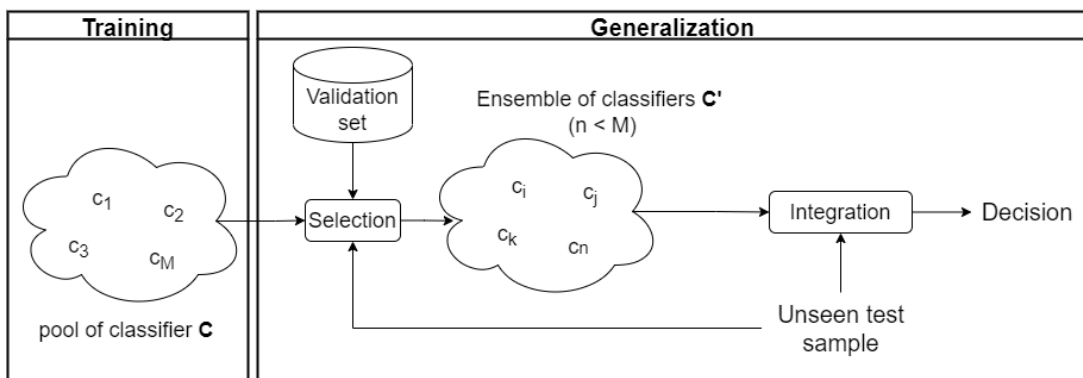 Training
Generalization
Validation
set
Ensemble of classifiers C'
(n < M)
c1
c2
c3
cM
pool of classifier C
Selection
ci
cj
ck
cn
Integration
Decision
Unseen test
sample